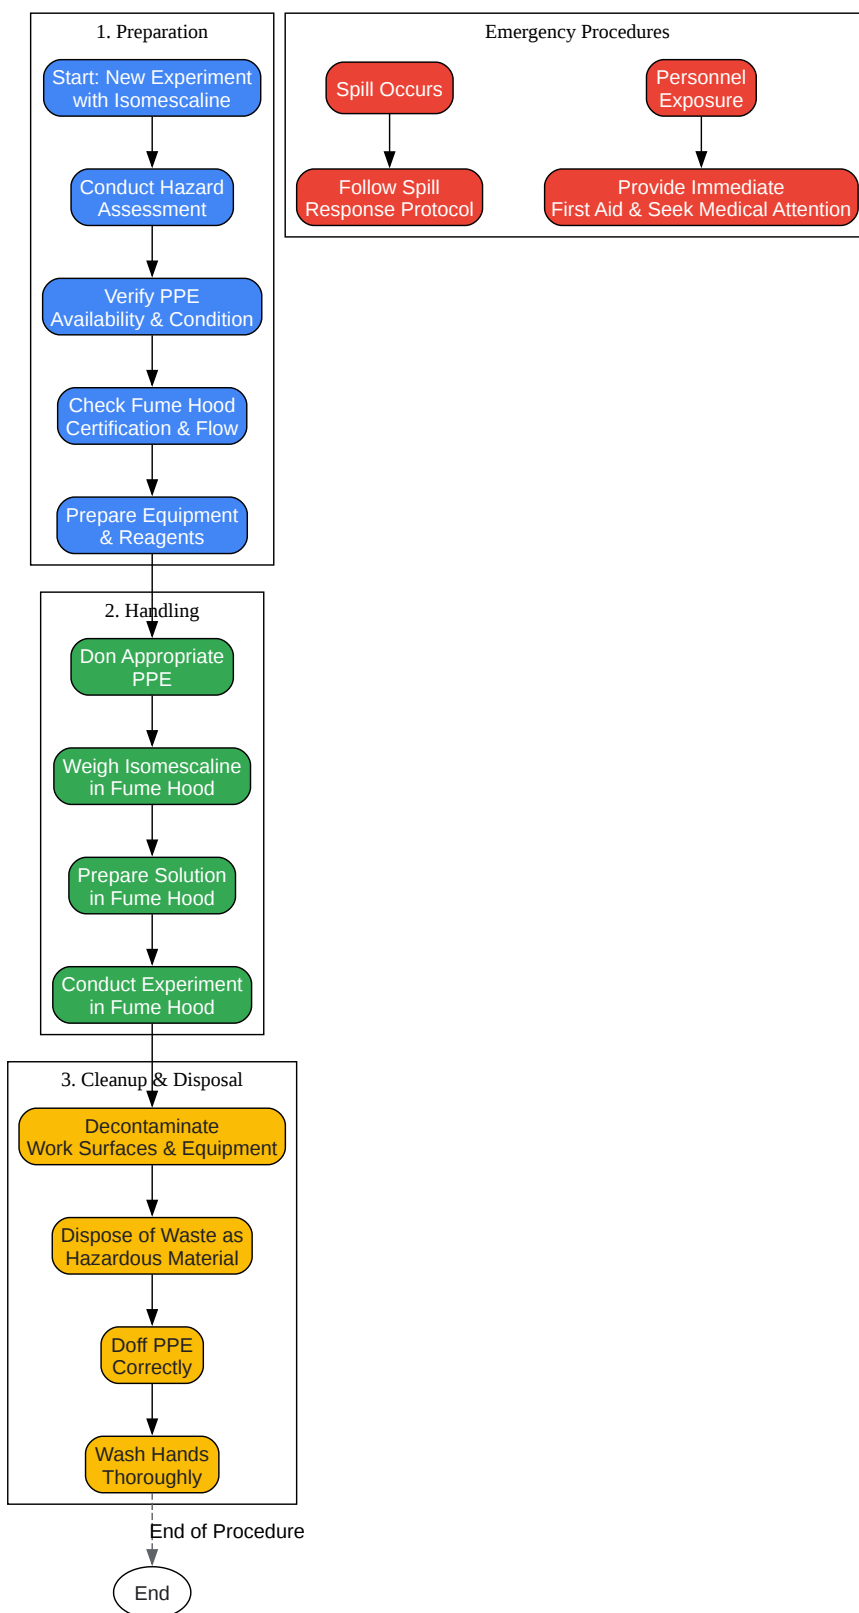 1. Preparation
Start: New Experiment
with Isomescaline
Conduct Hazard
Assessment
Verify PPE
Availability & Condition
Check Fume Hood
Certification & Flow
Prepare Equipment
& Reagents
Emergency Procedures
Spill Occurs
Follow Spill
Response Protocol
Personnel
Exposure
Provide Immediate
First Aid & Seek Medical Attention
2. Handling
Don Appropriate
PPE
Weigh Isomescaline
in Fume Hood
Prepare Solution
in Fume Hood
Conduct Experiment
in Fume Hood
3. Cleanup & Disposal
Decontaminate
Work Surfaces & Equipment
Dispose of Waste as
Hazardous Material
Doff PPE
Correctly
Wash Hands
Thoroughly
End of Procedure
End